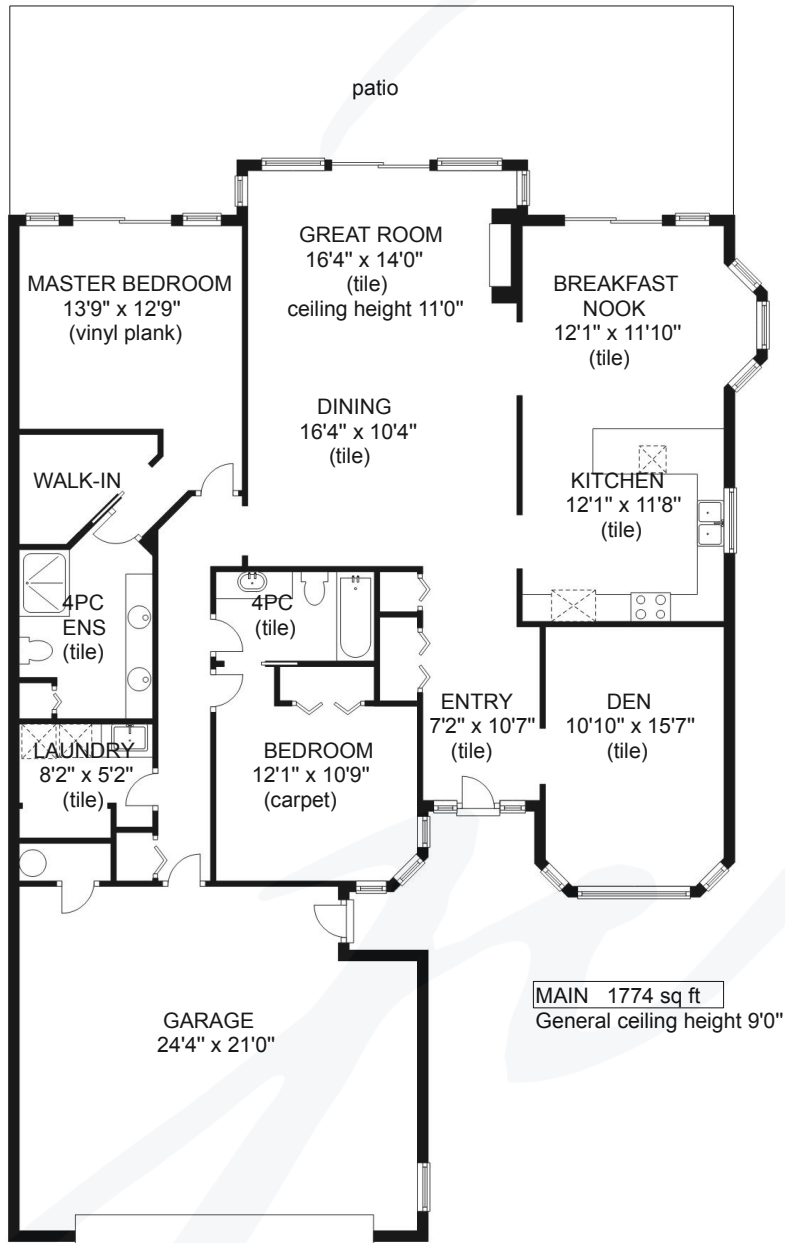 patio
GREAT ROOM
16'4" x 14'0"
(tile)
ceiling height 11'0"
MASTER BEDROOM
13'9" x 12'9"
(vinyl plank)
BREAKFAST
NOOK
12'1" x 11'10"
(tile)
DINING
16'4" x 10'4"
(tile)
WALK-IN
KITCHEN
12'1" x 11'8"
(tile)
4PC
ENS
(tile)
4PC
(tile)
ENTRY
7'2" x 10'7"
(tile)
DEN
10'10" x 15'7"
(tile)
LAUNDRY
8'2" x 5'2"
(tile)
BEDROOM
12'1" x 10'9"
(carpet)
GARAGE
24'4" x 21'0"
MAIN 1774 sq ft
General ceiling height 9'0"